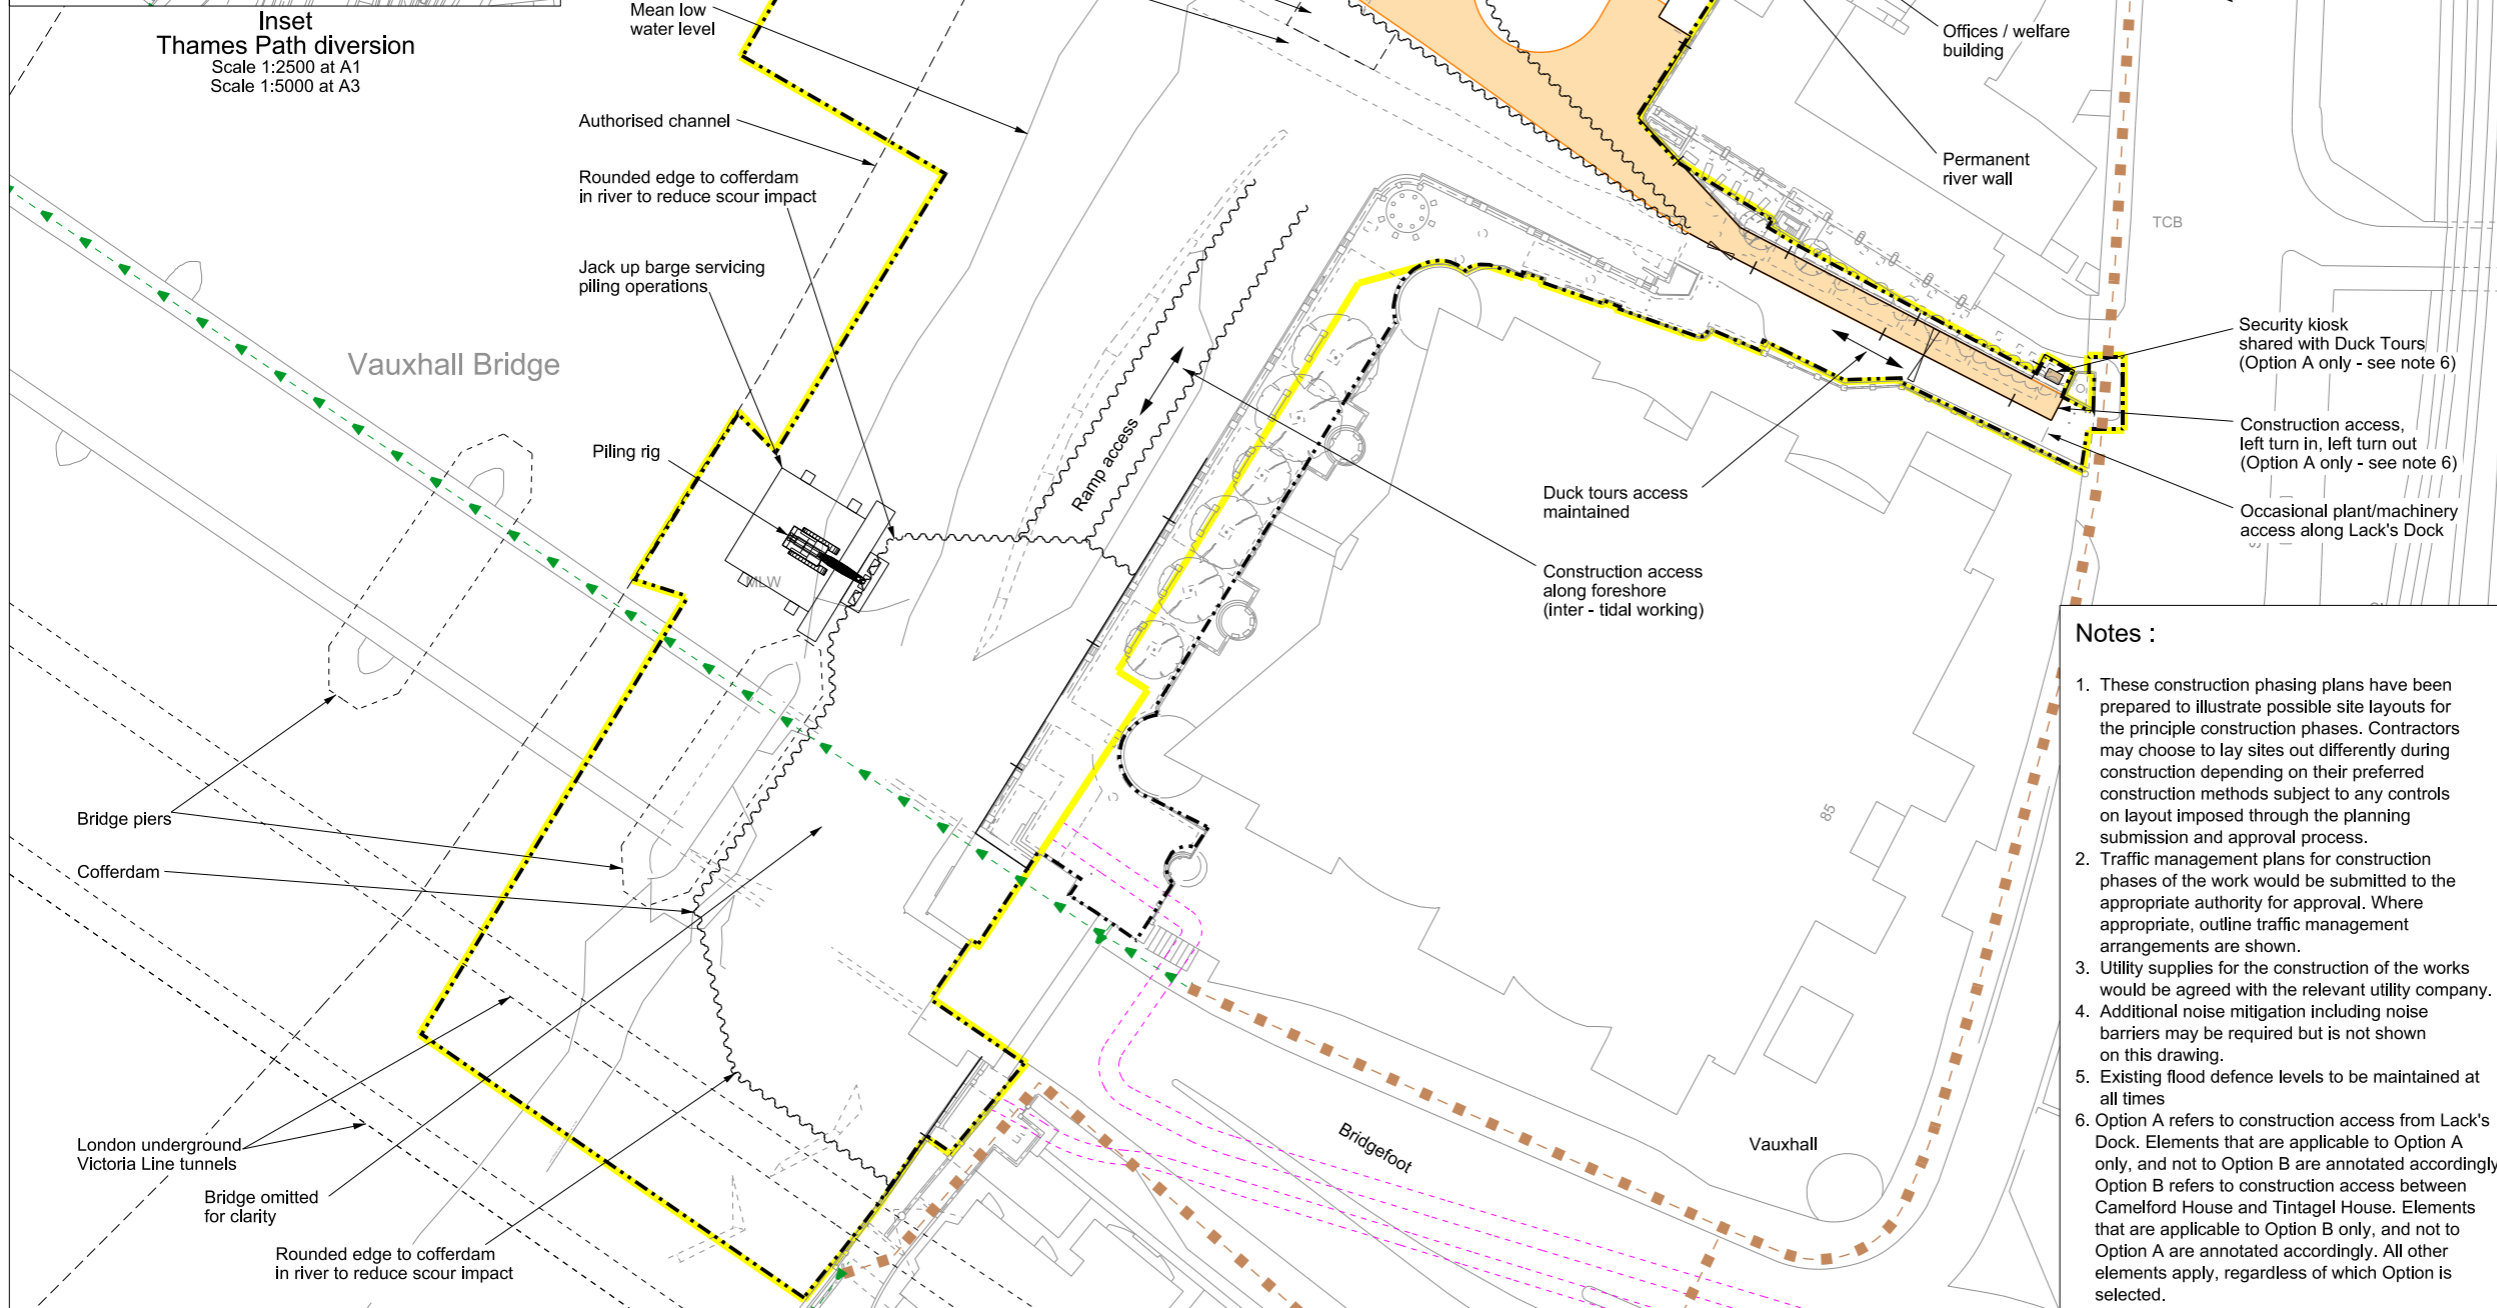 Inset
Thames Path diversion
Scale 1:2500 at A1
Scale 1:5000 at A3
Mean low
water level
Authorised channel
Rounded edge to cofferdam
in river to reduce scour impact
Jack up barge servicing
piling operations
Vauxhall Bridge
Piling rig
MLW
Ramp access
Bridge piers
Cofferdam
London underground
Victoria Line tunnels
Bridge omitted
for clarity
Rounded edge to cofferdam
in river to reduce scour impact
Offices / welfare
building
Permanent
river wall
TCB
Security kiosk
shared with Duck Tours
(Option A only - see note 6)
Construction access,
left turn in, left turn out
(Option A only - see note 6)
Occasional plant/machinery
access along Lack's Dock
Duck tours access
maintained
Construction access
along foreshore
(inter - tidal working)
85
Bridgefoot
Vauxhall
Notes :
1. These construction phasing plans have been
prepared to illustrate possible site layouts for
the principle construction phases. Contractors
may choose to lay sites out differently during
construction depending on their preferred
construction methods subject to any controls
on layout imposed through the planning
submission and approval process.
2. Traffic management plans for construction
phases of the work would be submitted to the
appropriate authority for approval. Where
appropriate, outline traffic management
arrangements are shown.
3. Utility supplies for the construction of the works
would be agreed with the relevant utility company.
4. Additional noise mitigation including noise
barriers may be required but is not shown
on this drawing.
5. Existing flood defence levels to be maintained at
all times
6. Option A refers to construction access from Lack's
Dock. Elements that are applicable to Option A
only, and not to Option B are annotated accordingly
Option B refers to construction access between
Camelford House and Tintagel House. Elements
that are applicable to Option B only, and not to
Option A are annotated accordingly. All other
elements apply, regardless of which Option is
selected.